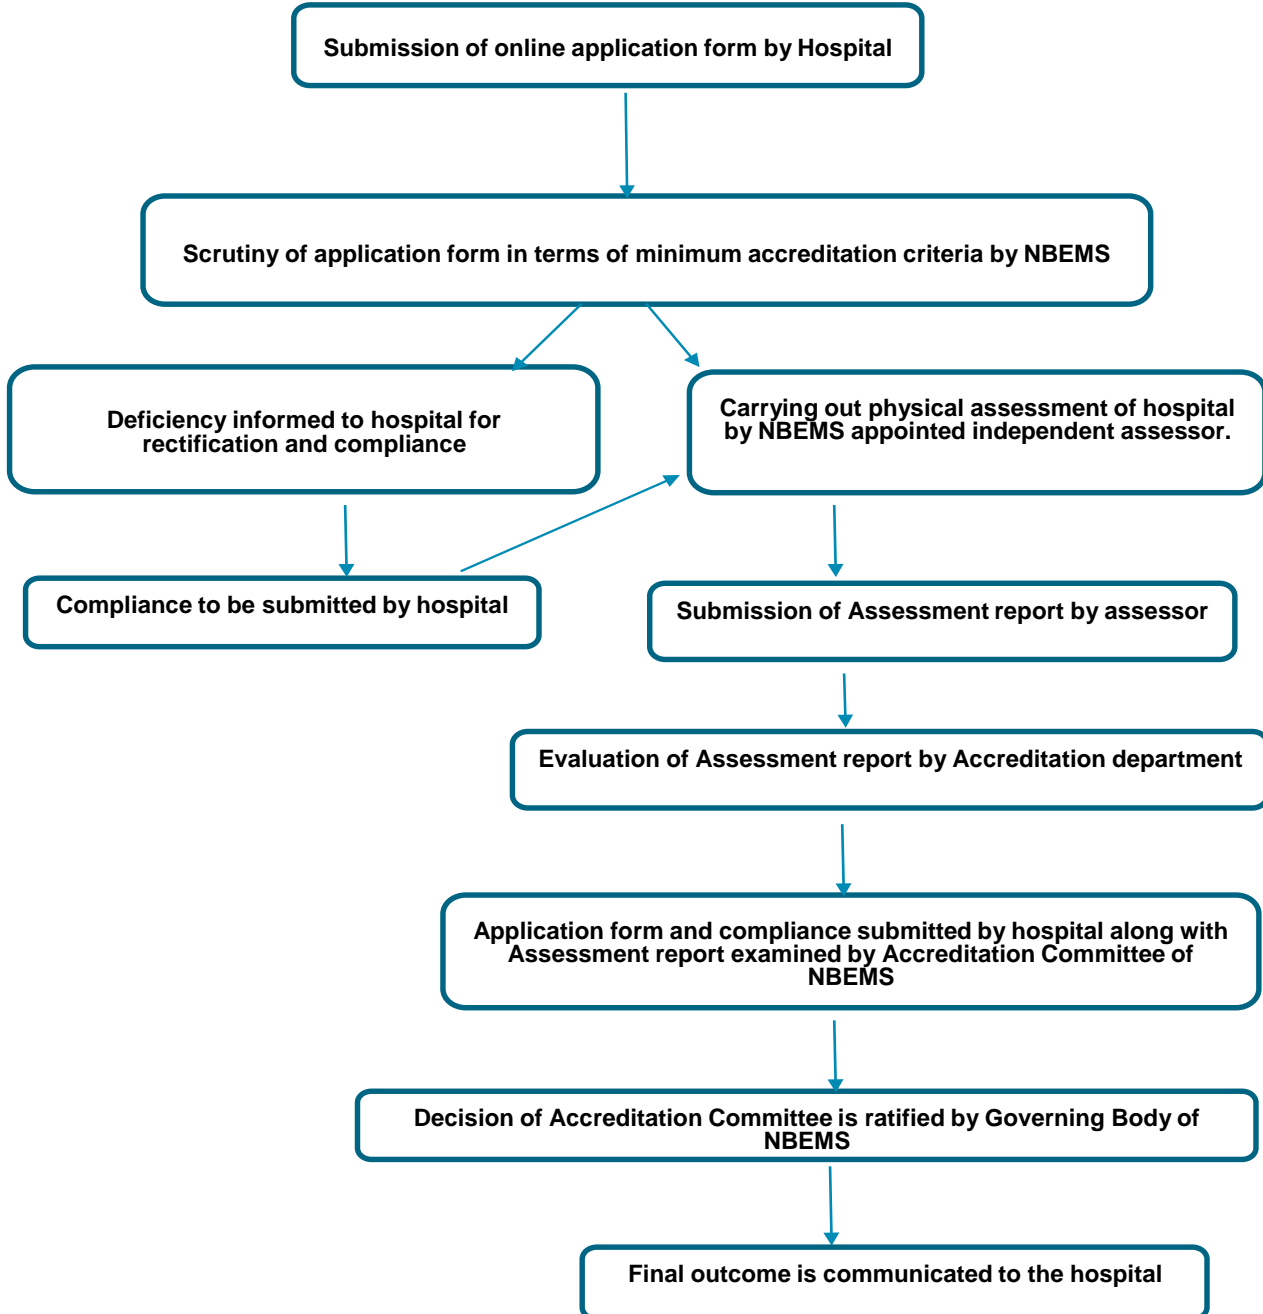 Submission of online application form by Hospital
Scrutiny of application form in terms of minimum accreditation criteria by NBEMS
Deficiency informed to hospital for
rectification and compliance
Carrying out physical assessment of hospital
by NBEMS appointed independent assessor.
Compliance to be submitted by hospital
Submission of Assessment report by assessor
Evaluation of Assessment report by Accreditation department
Application form and compliance submitted by hospital along with
Assessment report examined by Accreditation Committee of
NBEMS
Decision of Accreditation Committee is ratified by Governing Body of
NBEMS
Final outcome is communicated to the hospital